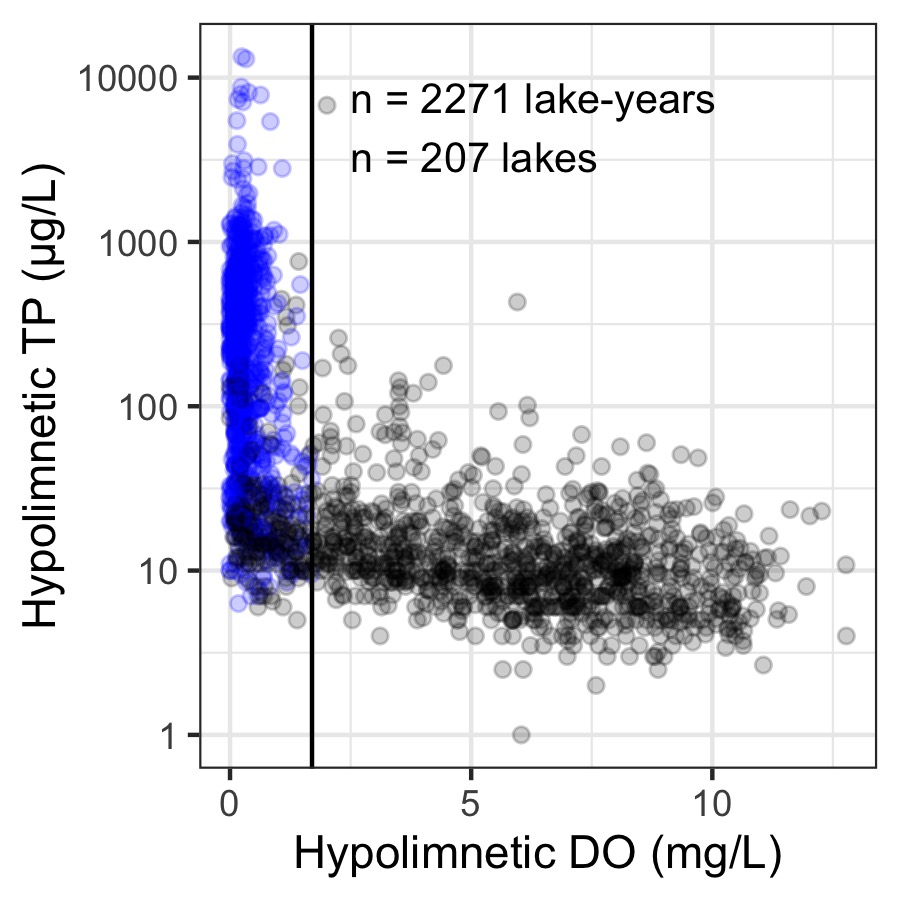 10000
1000
100
10
1
Hypolimnetic TP (µg/L)
n = 2271 lake-years
n = 207 lakes
0
5
10
Hypolimnetic DO (mg/L)